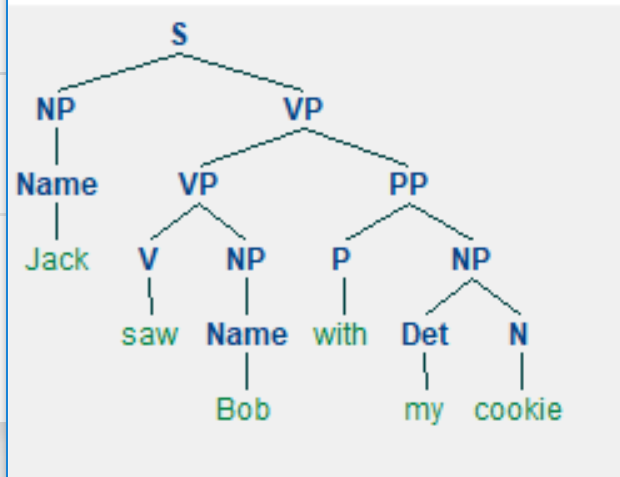 S
NP VP
Name VP PP
Jack V NP P NP
saw Name with Det N
Bob my cookie